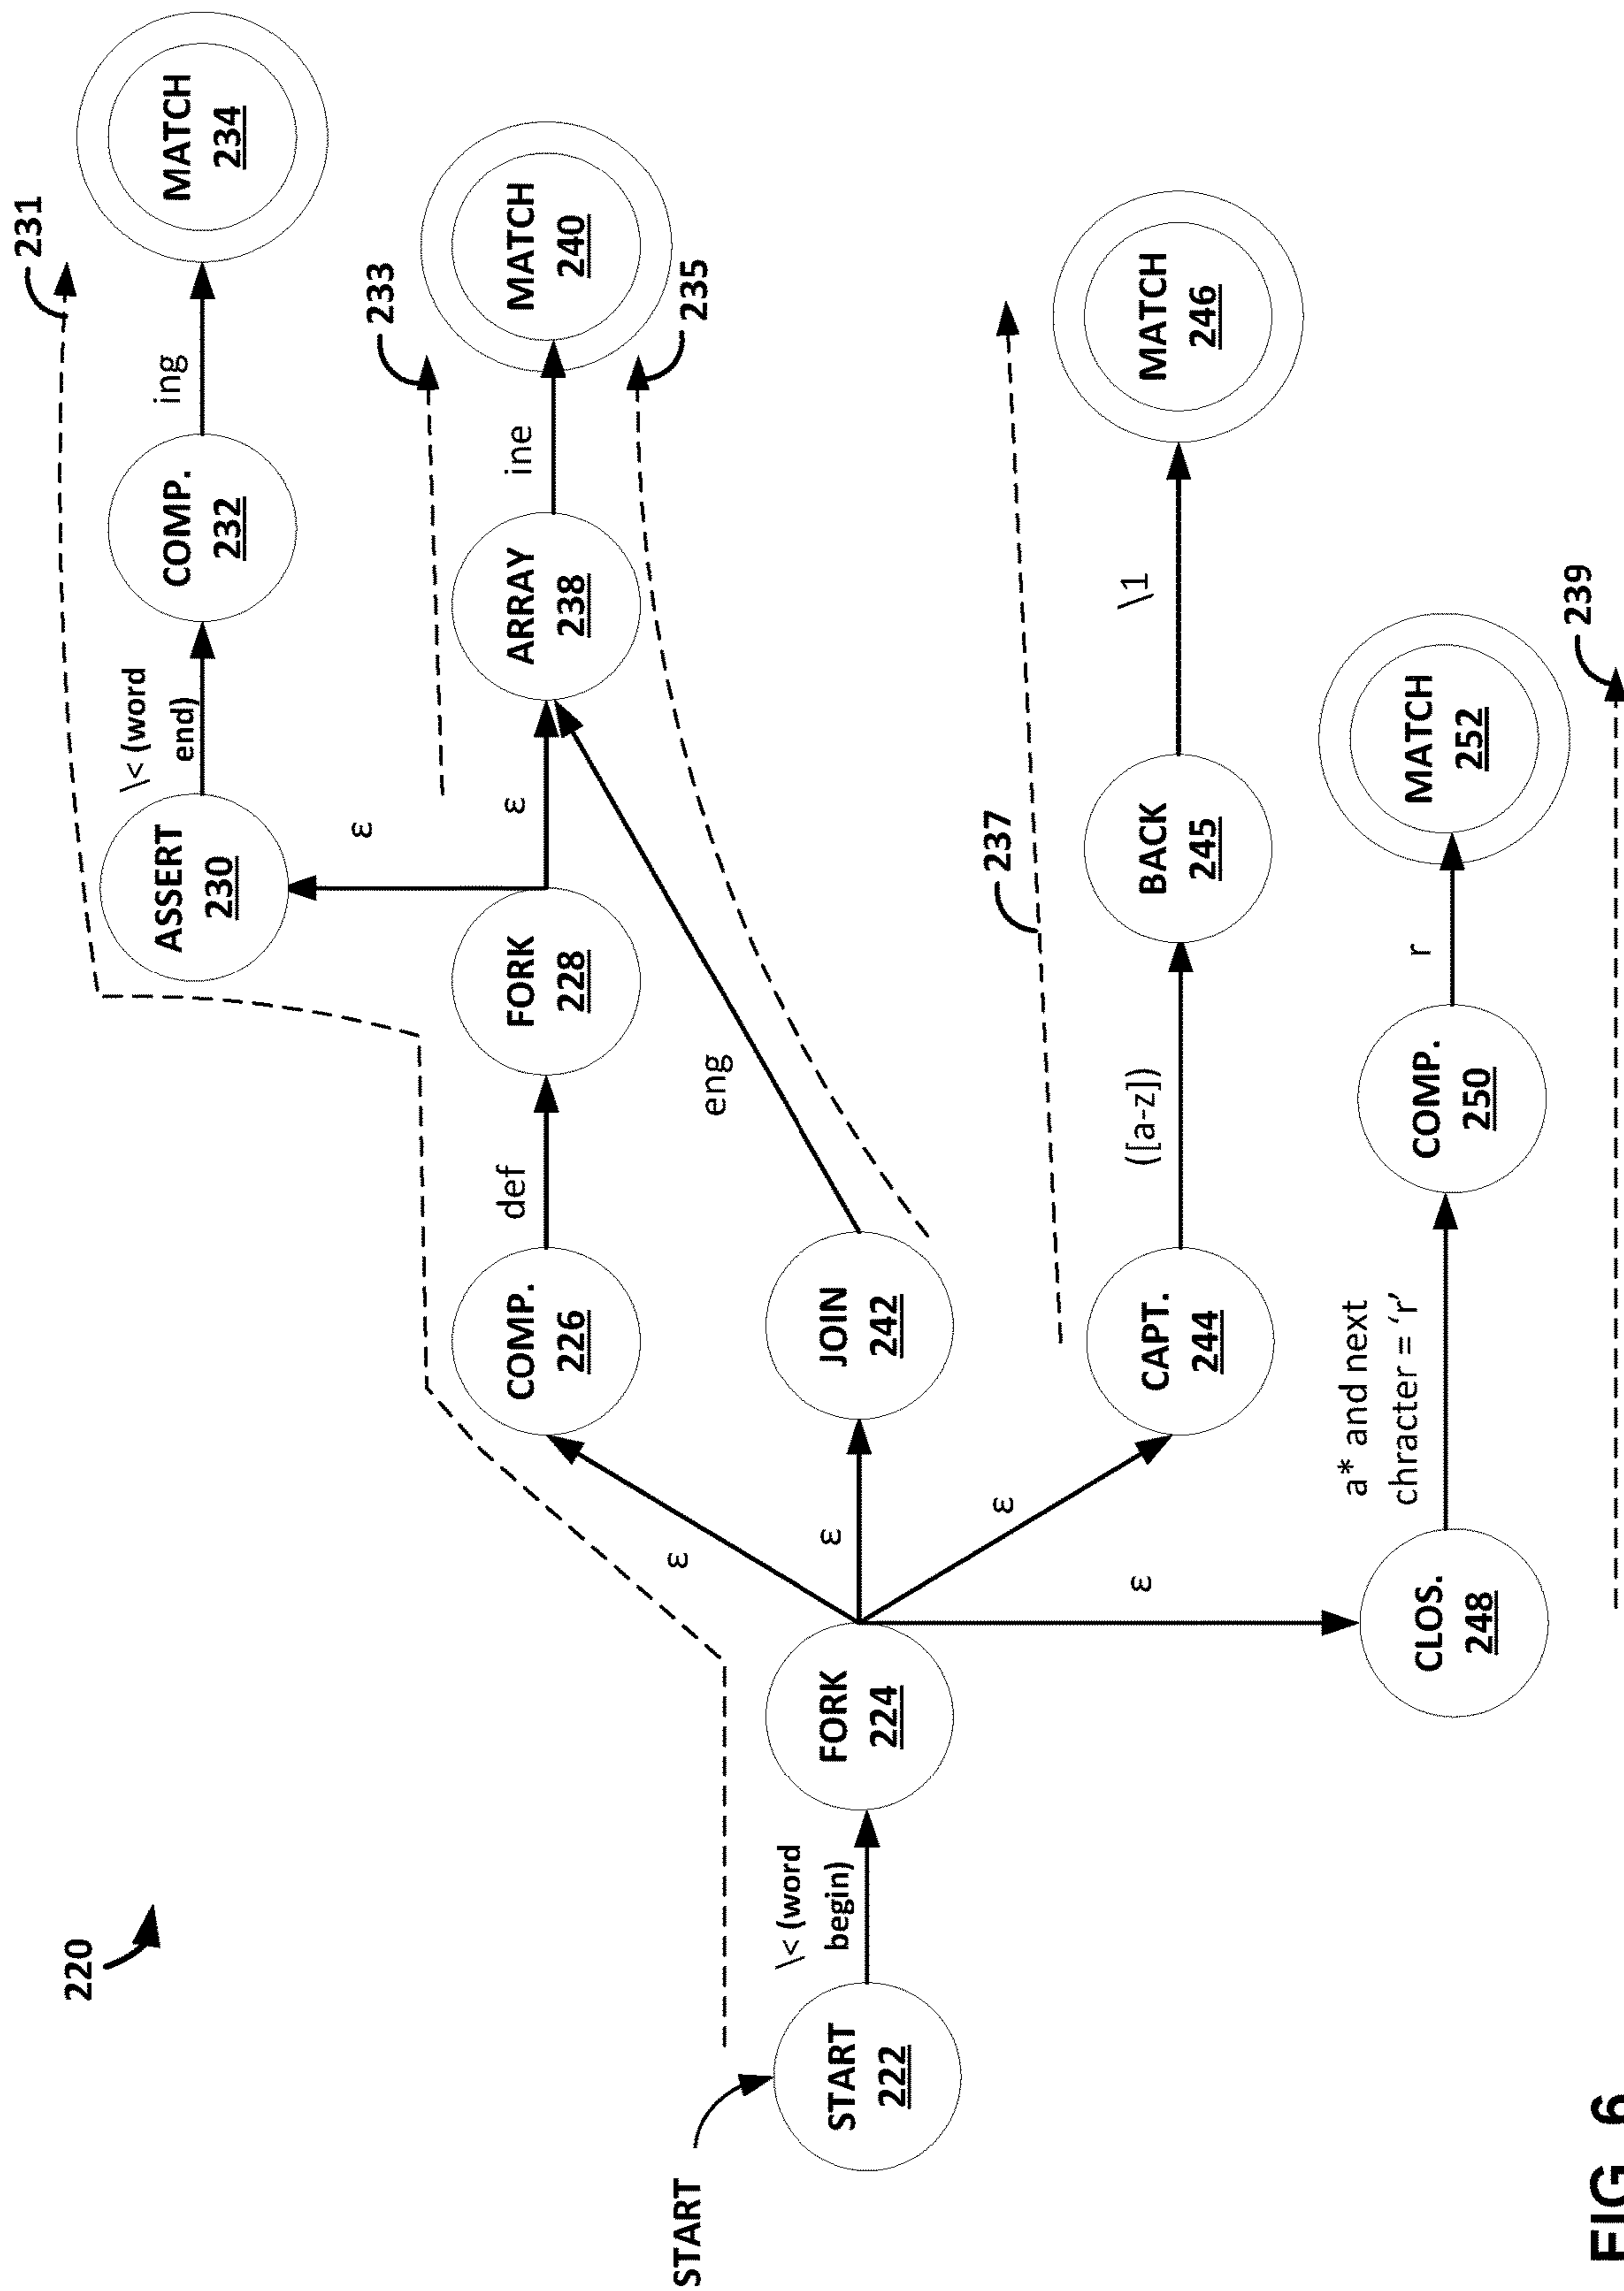 220
START
START
222
\< (word
begin)
FORK
224
ε
ε
ε
ε
COMP.
226
def
FORK
228
ε
ε
ASSERT
230
\< (word
end)
COMP.
232
ing
MATCH
234
231
ARRAY
238
ine
MATCH
240
233
235
JOIN
242
eng
CAPT.
244
([a-z])
BACK
245
\1
MATCH
246
237
CLOS.
248
a* and next
chracter = 'r'
COMP.
250
r
MATCH
252
239
FIG. 6